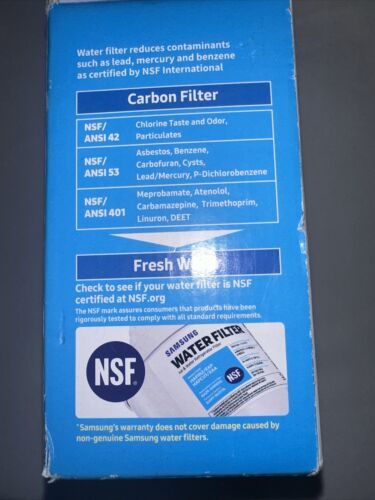 Water filter reduces contaminants
such as lead, mercury and benzene
as certified by NSF International
Carbon Filter
NSF/
ANSI 42
Chlorine Taste and Odor,
Particulates
NSF/
ANSI 53
Asbestos, Benzene,
Carbofuran, Cysts,
Lead/Mercury, P-Dichlorobenzene
NSF/
ANSI 401
Meprobamate, Atenolol,
Carbamazepine, Trimethoprim,
Linuron, DEET
Fresh
Check to see if your water filter is NSF
certified at NSF.org
The NSF mark assures consumers that products have been
rigorously tested to comply with all standard requirements.
NSF
SAMSUNG
WATER FILTER
NSF
*Samsung's warranty does not cover damage caused by
non-genuine Samsung water filters.